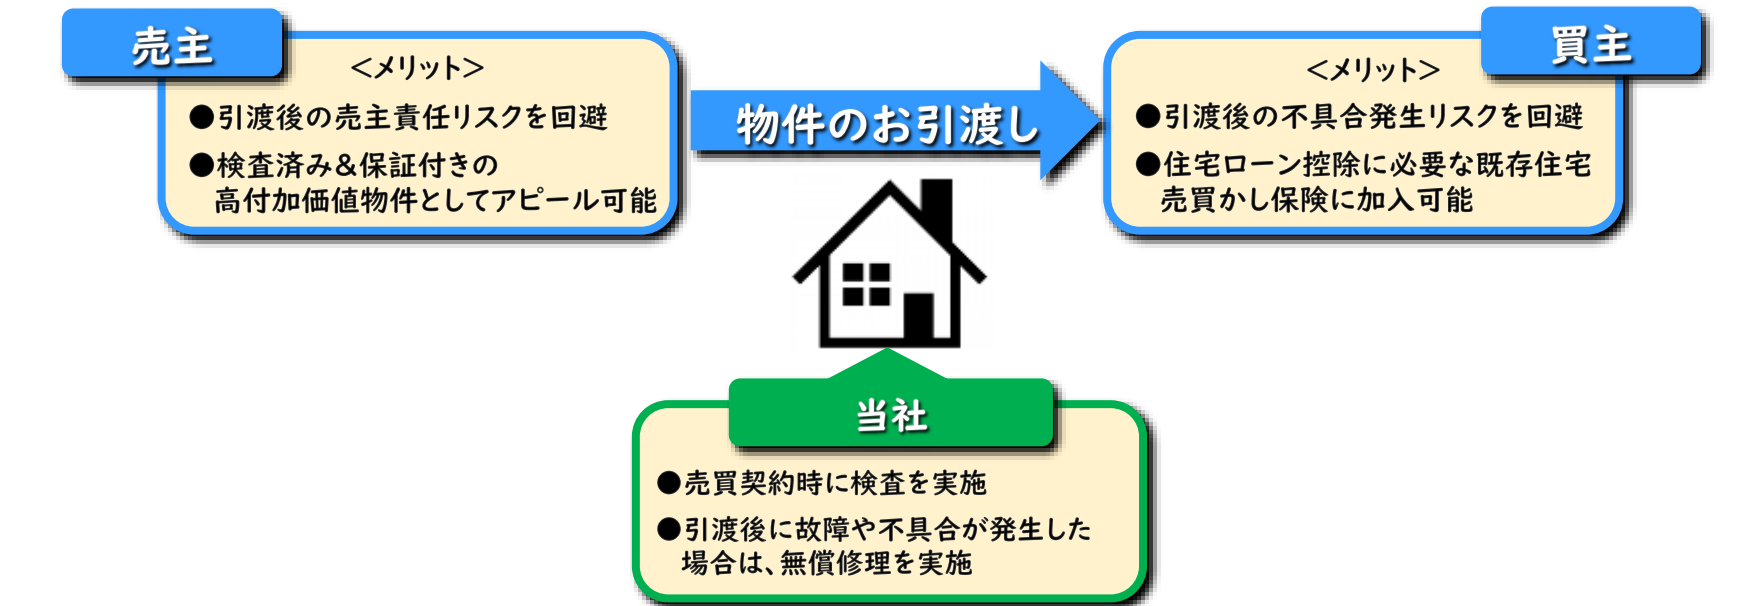 売主
＜メリット＞
●引渡後の売主責任リスクを回避
●検査済み＆保証付きの
高付加価値物件としてアピール可能
物件のお引渡し
買主
＜メリット＞
●引渡後の不具合発生リスクを回避
●住宅ローン控除に必要な既存住宅
売買かし保険に加入可能
当社
●売買契約時に検査を実施
●引渡後に故障や不具合が発生した
場合は、無償修理を実施